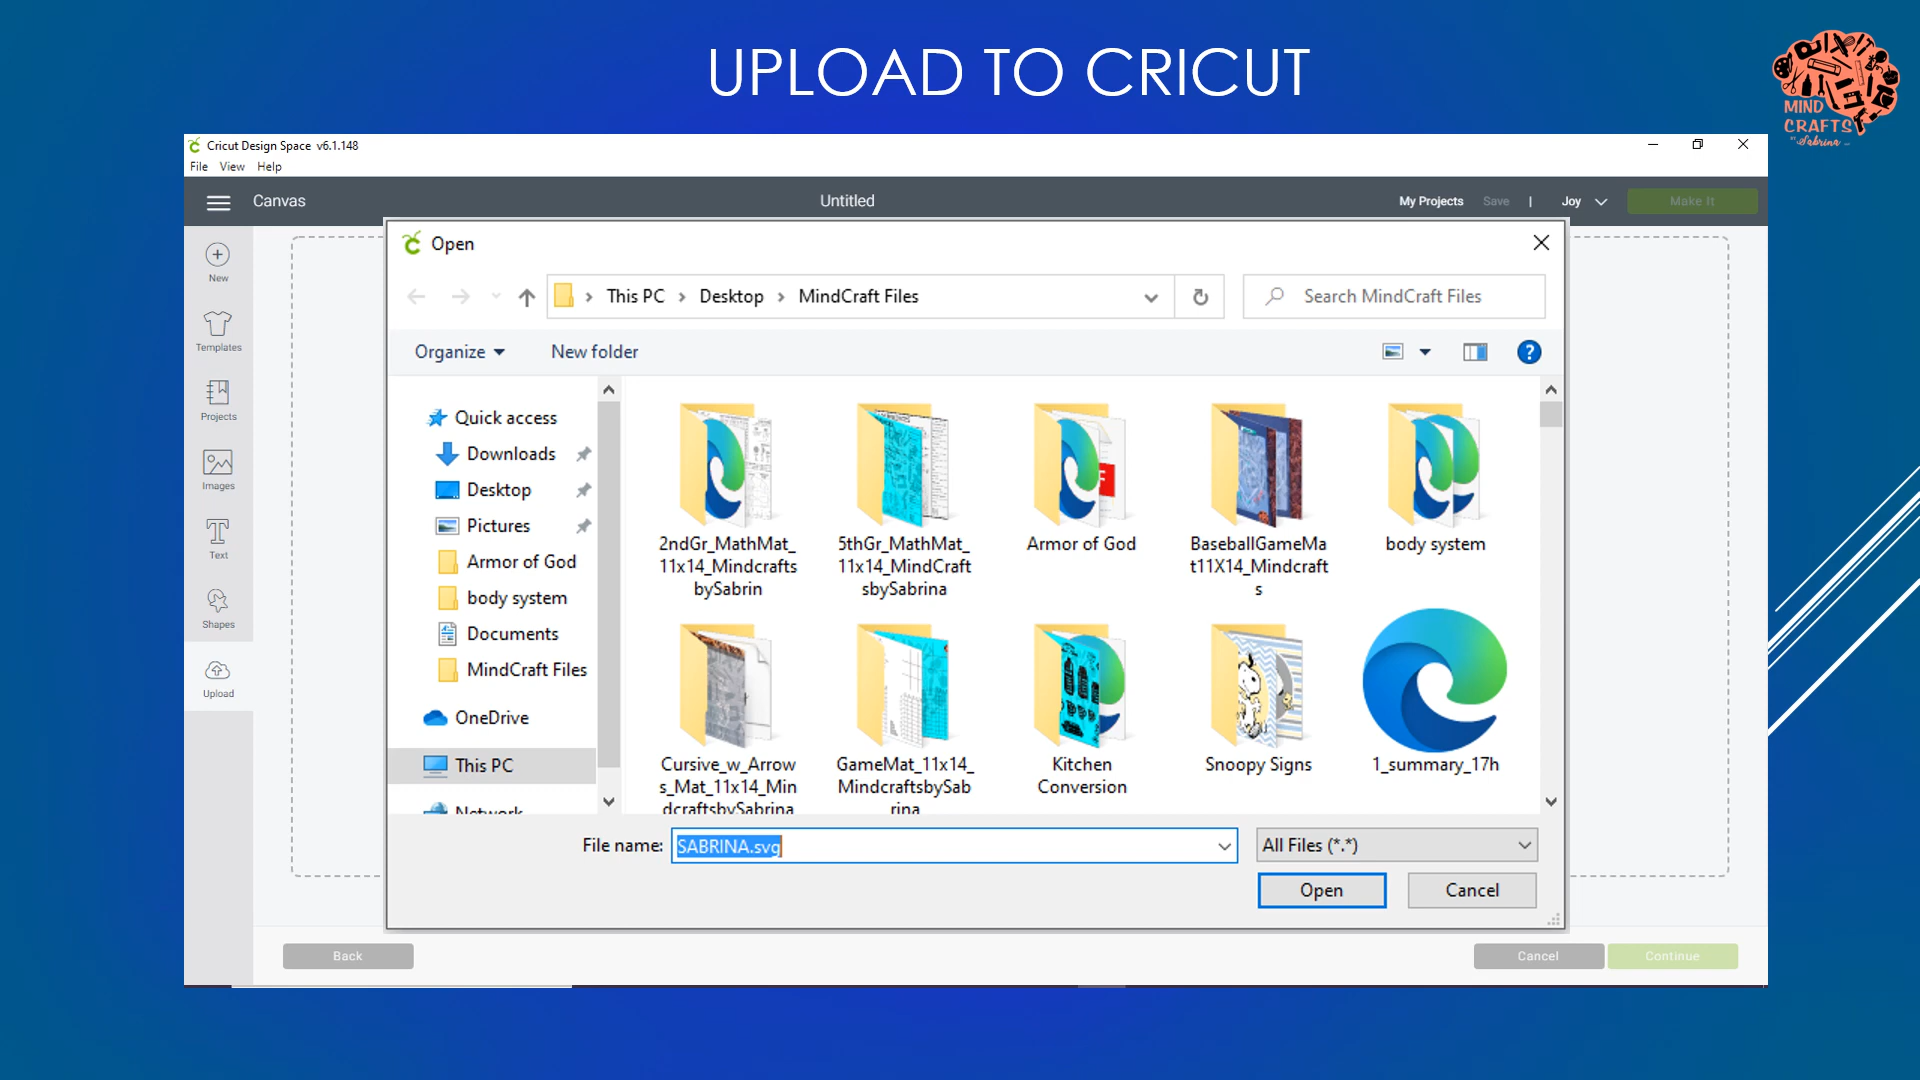 UPLOAD TO CRICUT
MIND
CRAFTS
BY Sabrina
Cricut Design Space v6.1.148
File View Help
Canvas
Untitled
My Projects Save | Joy
Make It
New
Templates
Projects
Images
Text
Shapes
Upload
Open
This PC > Desktop > MindCraft Files
Search MindCraft Files
Organize
New folder
Quick access
Downloads
Desktop
Pictures
Armor of God
body system
Documents
MindCraft Files
OneDrive
This PC
Network
2ndGr_MathMat_
11x14_Mindcrafts
bySabrin
5thGr_MathMat_
11x14_MindCraft
sbySabrina
Armor of God
BaseballGameMa
t11X14_Mindcraft
s
body system
Cursive_w_Arrow
s_Mat_11x14_Min
dcraftsbySabrina
GameMat_11x14_
MindcraftsbySab
rina
Kitchen
Conversion
Snoopy Signs
1_summary_17h
File name:
SABRINA.svg
All Files (*.*)
Open
Cancel
Back
Cancel
Continue